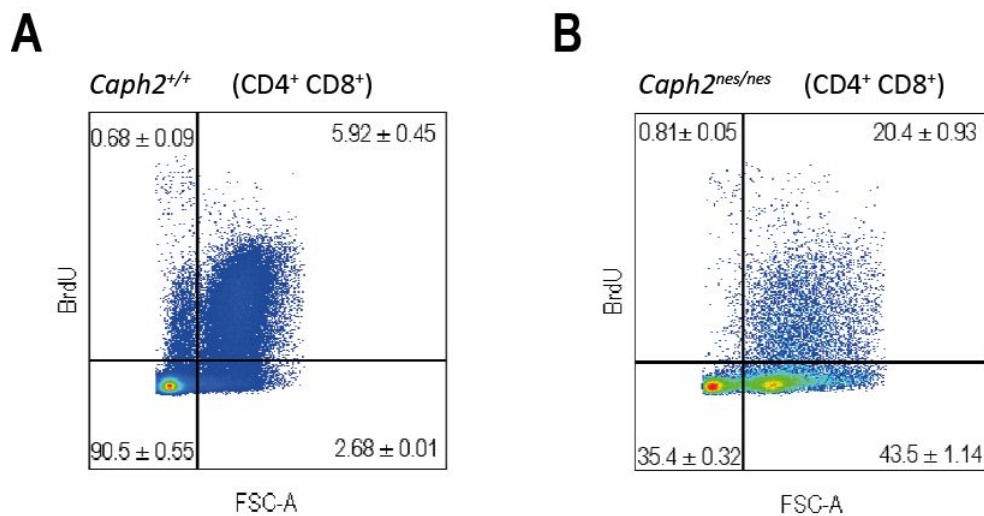 A
Caph2+/+ (CD4+ CD8+)
0.68 ± 0.09 5.92 ± 0.45
BrdU
90.5 ± 0.55 2.68 ± 0.01
FSC-A
B
Caph2nes/nes (CD4+ CD8+)
0.81± 0.05 20.4 ± 0.93
BrdU
35.4 ± 0.32 43.5 ± 1.14
FSC-A